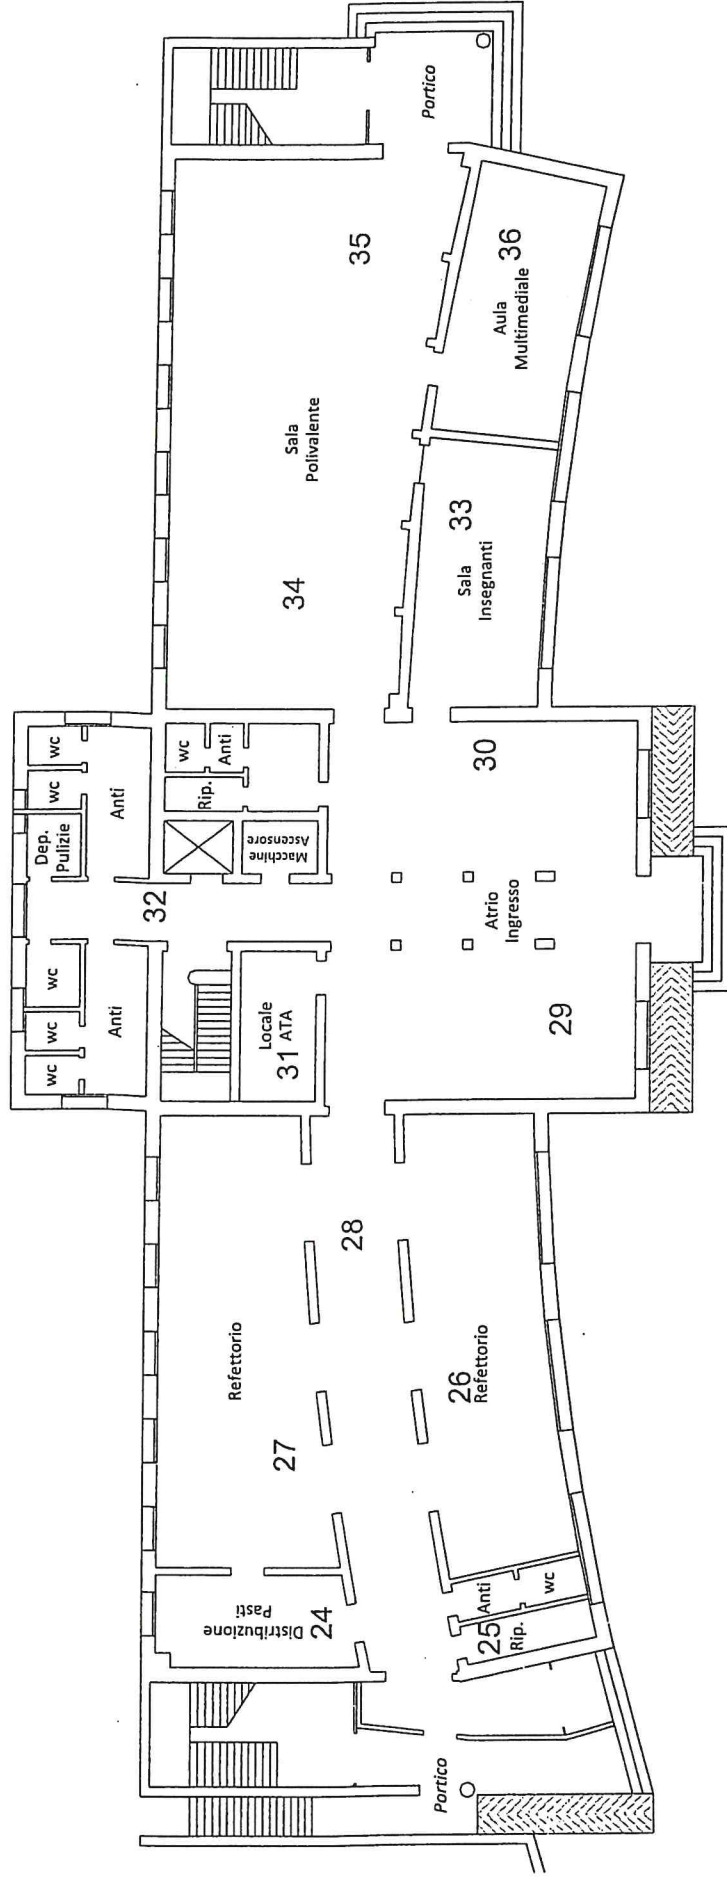 wc
wc
wc
Dep.
Pulizie
wc
wc
Anti
Anti
32
wc
Rip.
Anti
Refettorio
Distribuzione
Pasti
24
27
Locale
31 ATA
Macchine
Ascensore
34
Sala
Polivalente
28
35
Portico
Portico
26
Refettorio
33
Sala
Insegnanti
36
Aula
Multimediale
Anti
wc
25
Rip.
30
Atrio
Ingresso
29